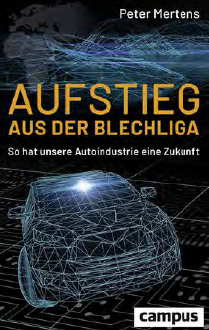 Peter Mertens
AUFSTIEG
AUS DER BLECHLIGA
So hat unsere Autoindustrie eine Zukunft
campus